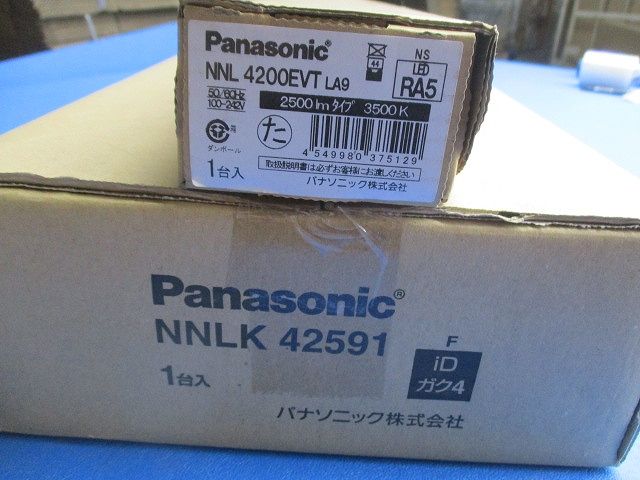 Panasonic®
NNL 4200EVT LA9
NS
LED
RA5
50/60Hz
100-242V
2500 lmタイプ 3500K
た
ダンボール
4 549980 375129
1台入
取扱説明書は必ずお客様にお渡しください
パナソニック株式会社
Panasonic®
NNLK 42591
1台入
F
iD
ガク4
パナソニック株式会社